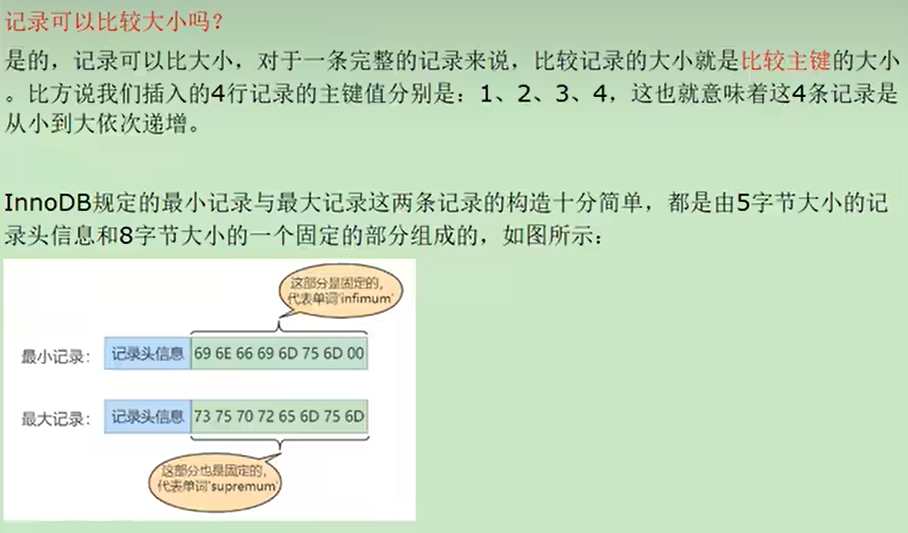 记录可以比较大小吗？
是的，记录可以比大小，对于一条完整的记录来说，比较记录的大小就是比较主键的大小
。比方说我们插入的4行记录的主键值分别是：1、2、3、4，这也就意味着这4条记录是
从小到大依次递增。
InnoDB规定的最小记录与最大记录这两条记录的构造十分简单，都是由5字节大小的记
录头信息和8字节大小的一个固定的部分组成的，如图所示：
这部分是固定的，
代表单词'infimum'
最小记录： 记录头信息 69 6E 66 69 6D 75 6D 00
最大记录： 记录头信息 73 75 70 72 65 6D 75 6D
这部分也是固定的，
代表单词'supremum'